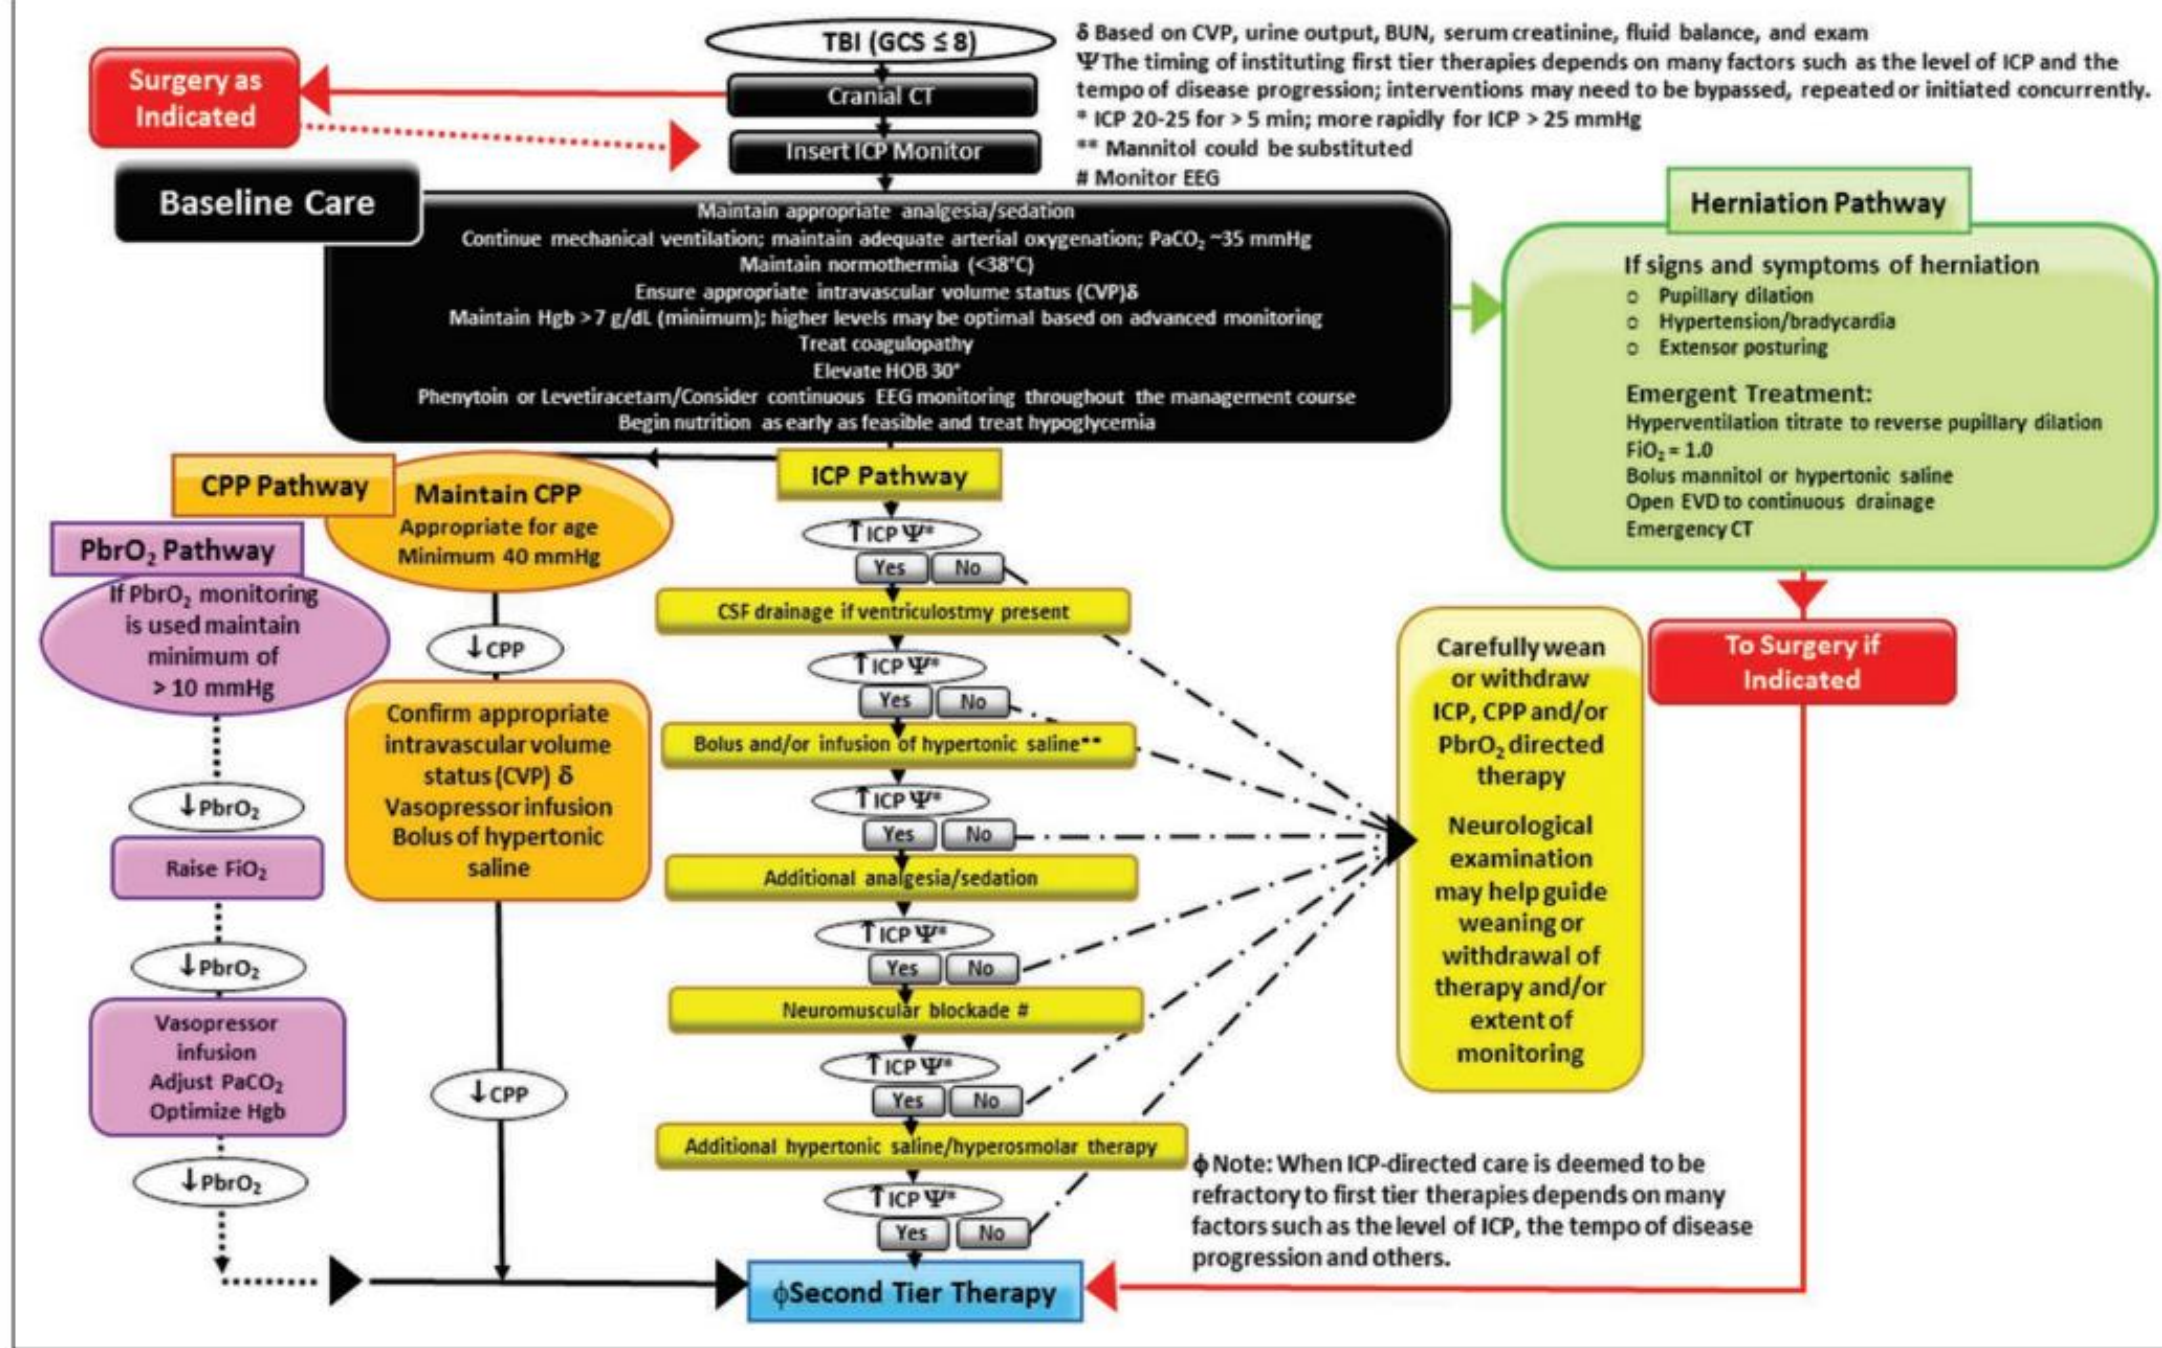 TBI (GCS ≤ 8)
Cranial CT
Insert ICP Monitor
Surgery as
Indicated
δ Based on CVP, urine output, BUN, serum creatinine, fluid balance, and exam
Ψ The timing of instituting first tier therapies depends on many factors such as the level of ICP and the
tempo of disease progression; interventions may need to be bypassed, repeated or initiated concurrently.
* ICP 20-25 for > 5 min; more rapidly for ICP > 25 mmHg
** Mannitol could be substituted
# Monitor EEG
Baseline Care
Maintain appropriate analgesia/sedation
Continue mechanical ventilation; maintain adequate arterial oxygenation; PaCO₂ ~35 mmHg
Maintain normothermia (<38°C)
Ensure appropriate intravascular volume status (CVP)δ
Maintain Hgb > 7 g/dL (minimum); higher levels may be optimal based on advanced monitoring
Treat coagulopathy
Elevate HOB 30°
Phenytoin or Levetiracetam/Consider continuous EEG monitoring throughout the management course
Begin nutrition as early as feasible and treat hypoglycemia
Herniation Pathway
If signs and symptoms of herniation
o Pupillary dilation
o Hypertension/bradycardia
o Extensor posturing
Emergent Treatment:
Hyperventilation titrate to reverse pupillary dilation
FiO₂ = 1.0
Bolus mannitol or hypertonic saline
Open EVD to continuous drainage
Emergency CT
To Surgery if
Indicated
PbrO₂ Pathway
If PbrO₂ monitoring
is used maintain
minimum of
> 10 mmHg
↓PbrO₂
Raise FiO₂
↓PbrO₂
Vasopressor
infusion
Adjust PaCO₂
Optimize Hgb
↓PbrO₂
CPP Pathway
Maintain CPP
Appropriate for age
Minimum 40 mmHg
↓CPP
Confirm appropriate
intravascular volume
status (CVP) δ
Vasopressor infusion
Bolus of hypertonic
saline
↓CPP
ICP Pathway
↑ICP Ψ*
Yes No
CSF drainage if ventriculostmy present
↑ICP Ψ*
Yes No
Bolus and/or infusion of hypertonic saline**
↑ICP Ψ*
Yes No
Additional analgesia/sedation
↑ICP Ψ*
Yes No
Neuromuscular blockade #
↑ICP Ψ*
Yes No
Additional hypertonic saline/hyperosmolar therapy
↑ICP Ψ*
Yes No
ϕSecond Tier Therapy
Carefully wean
or withdraw
ICP, CPP and/or
PbrO₂ directed
therapy
Neurological
examination
may help guide
weaning or
withdrawal of
therapy and/or
extent of
monitoring
ϕ Note: When ICP-directed care is deemed to be
refractory to first tier therapies depends on many
factors such as the level of ICP, the tempo of disease
progression and others.